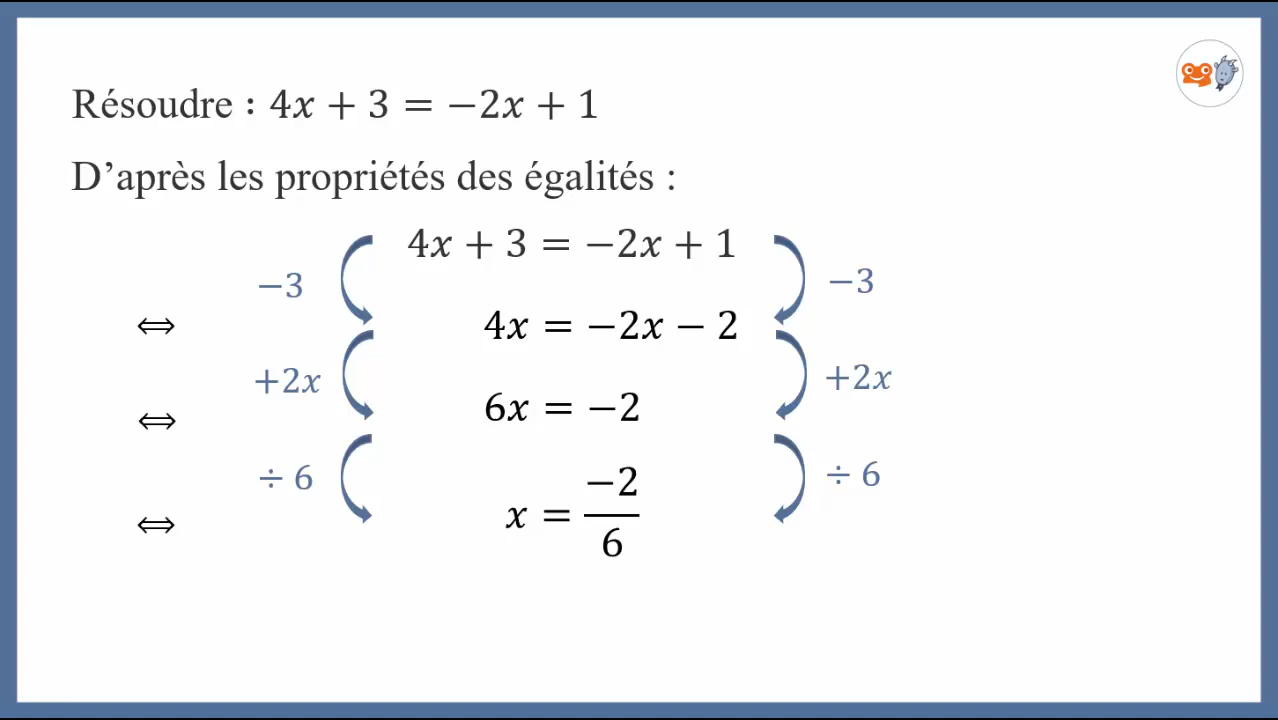 Résoudre : 4x + 3 = −2x + 1
D’après les propriétés des égalités :
4x + 3 = −2x + 1
−3 −3
⇔ 4x = −2x − 2
+2x +2x
⇔ 6x = −2
÷ 6 ÷ 6
⇔ x = −2/6